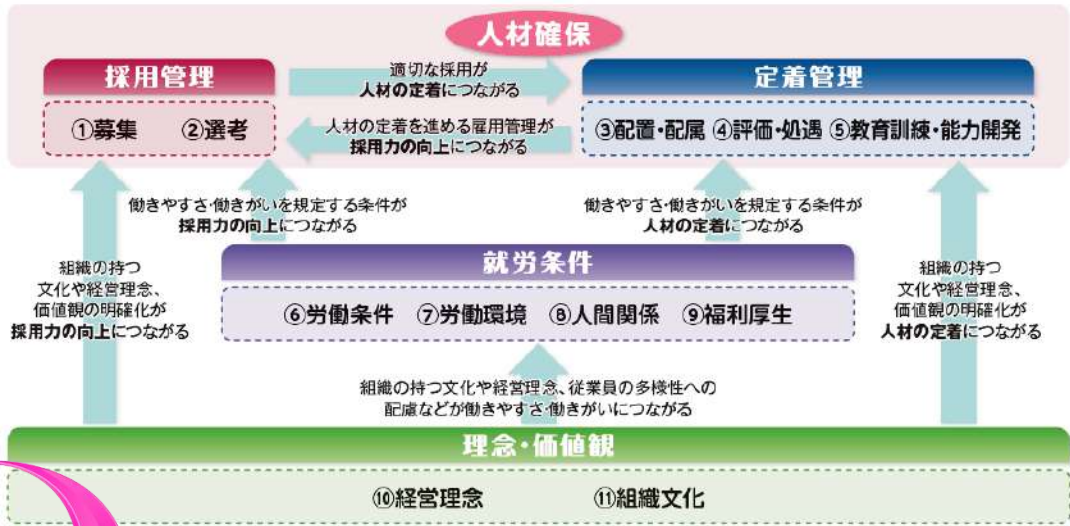 人材確保
採用管理
①募集 ②選考
適切な採用が
人材の定着につながる
人材の定着を進める雇用管理が
採用力の向上につながる
定着管理
③配置・配属 ④評価・処遇 ⑤教育訓練・能力開発
働きやすさ・働きがいを規定する条件が
採用力の向上につながる
働きやすさ・働きがいを規定する条件が
人材の定着につながる
組織の持つ
文化や経営理念、
価値観の明確化が
採用力の向上につながる
就労条件
⑥労働条件 ⑦労働環境 ⑧人間関係 ⑨福利厚生
組織の持つ
文化や経営理念、
価値観の明確化が
人材の定着につながる
組織の持つ文化や経営理念、従業員の多様性への
配慮などが働きやすさ・働きがいにつながる
理念・価値観
⑩経営理念 ⑪組織文化